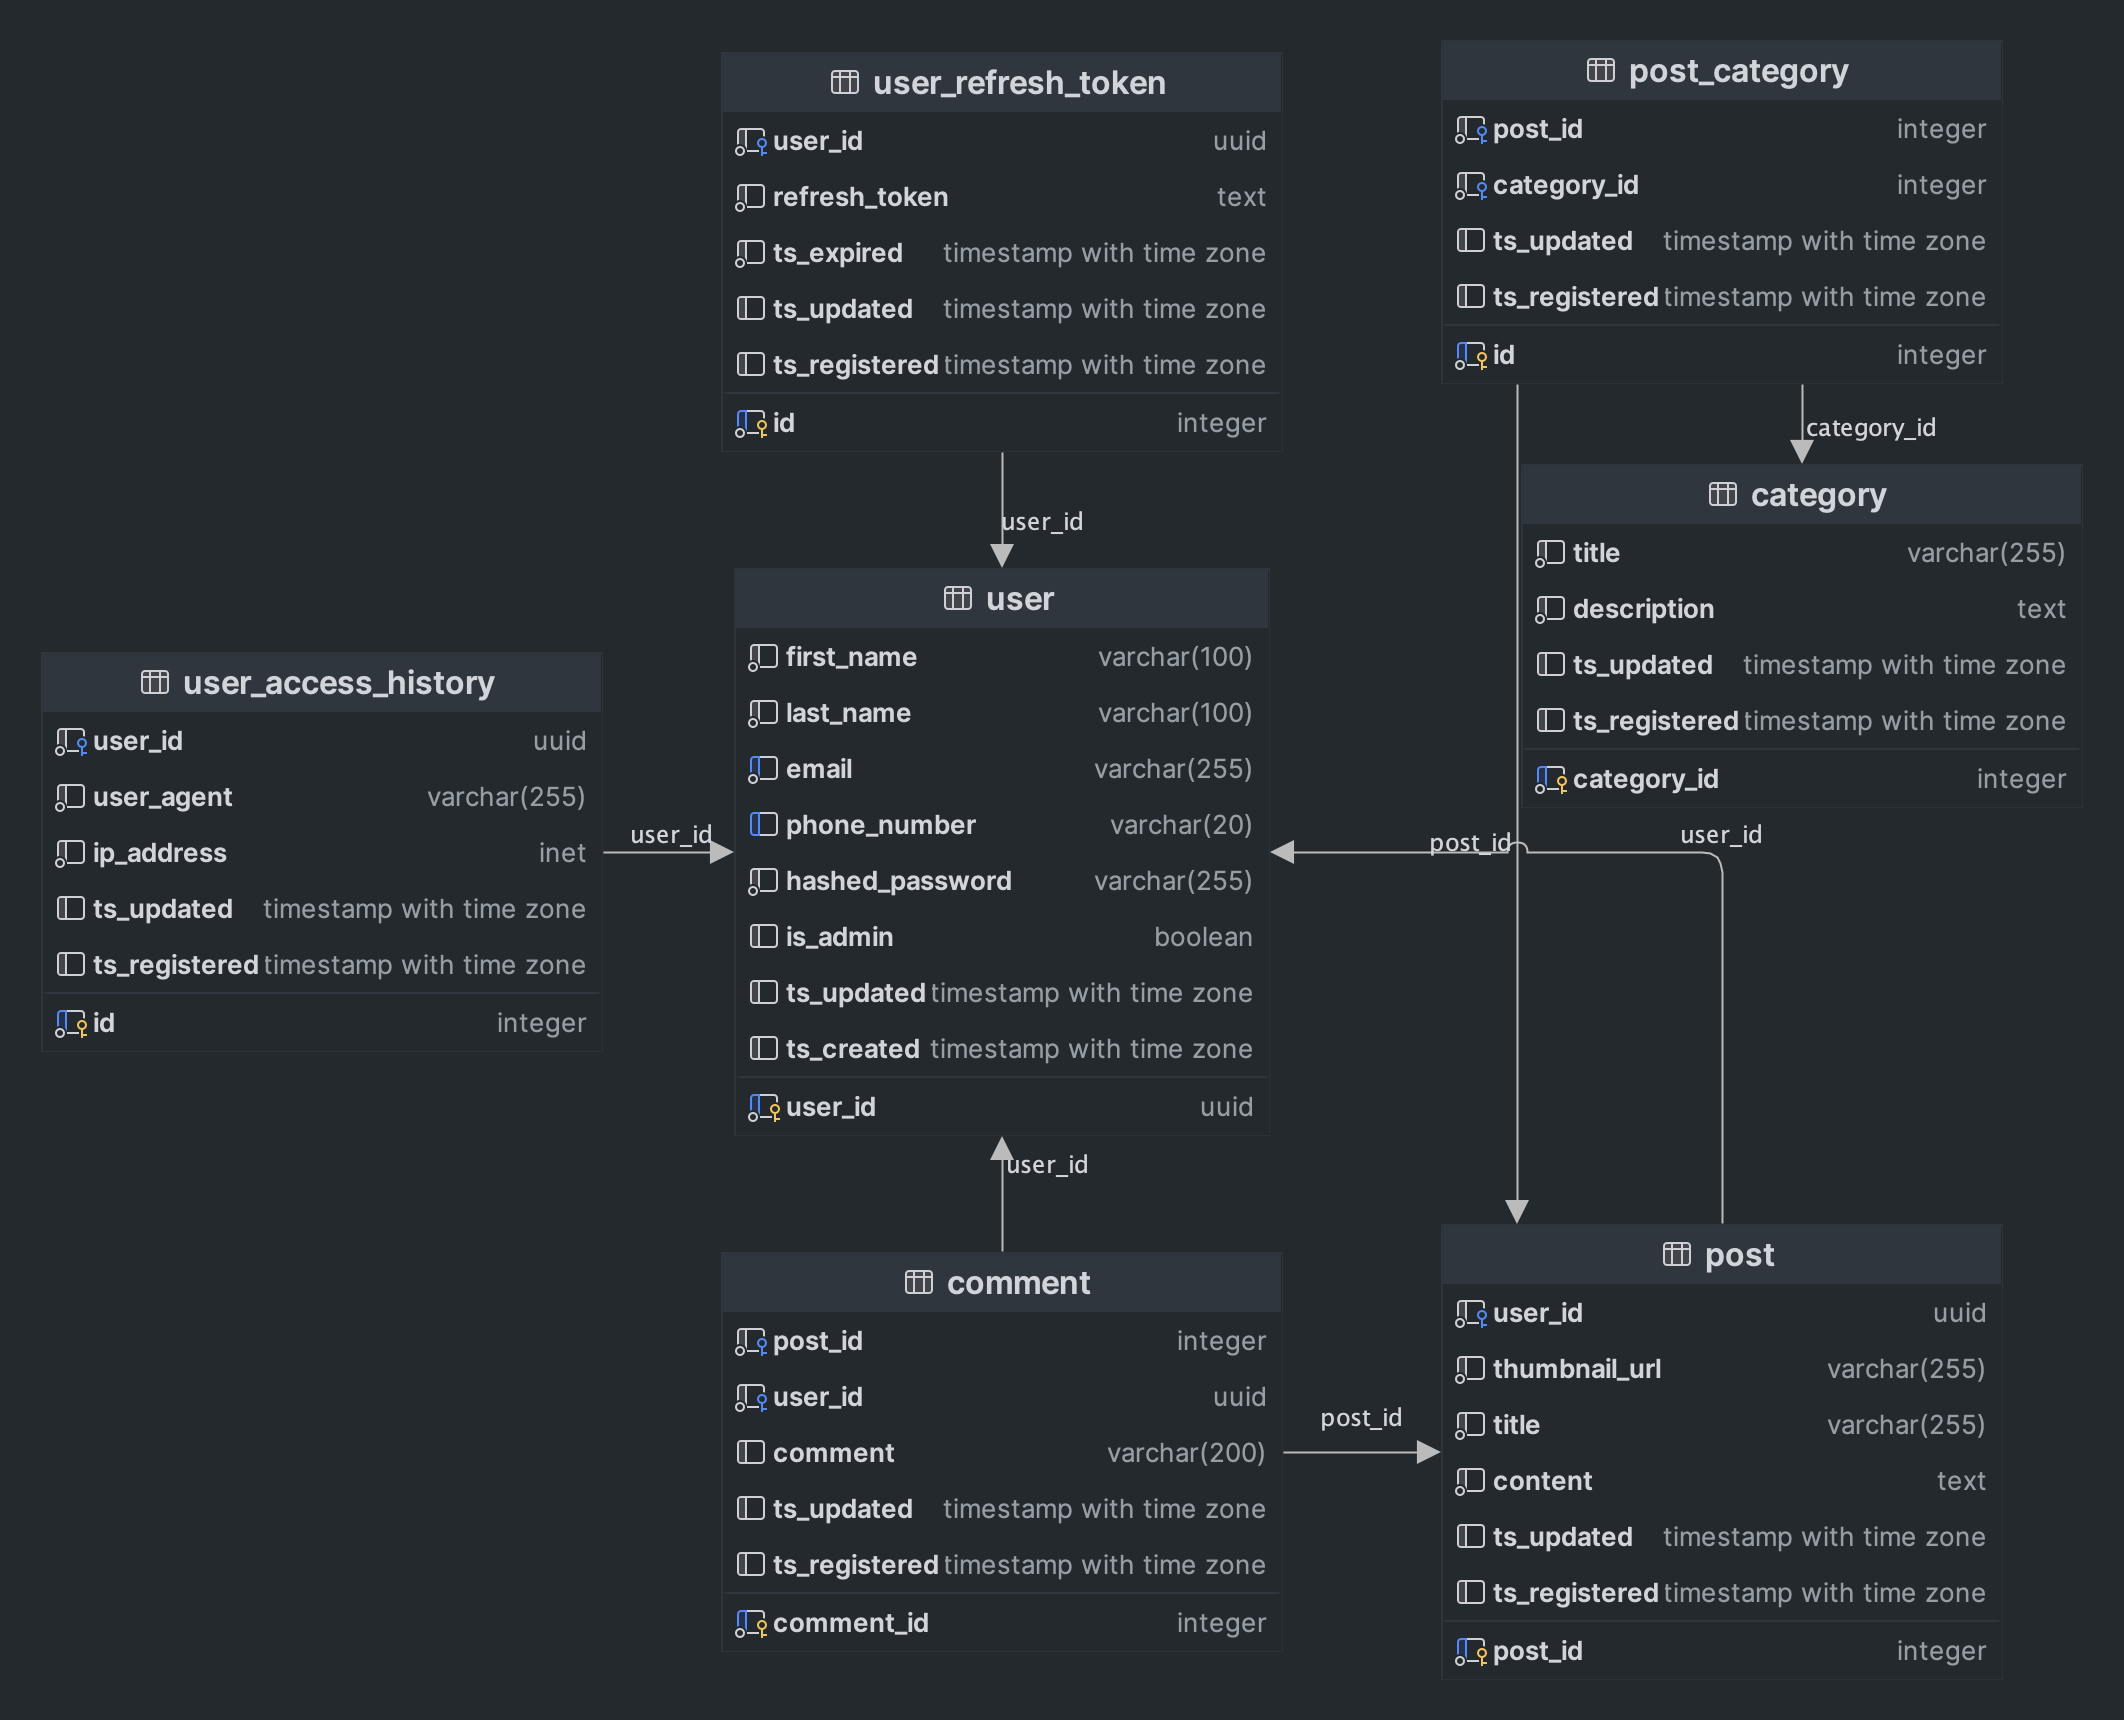 user_refresh_token
user_id uuid
refresh_token text
ts_expired timestamp with time zone
ts_updated timestamp with time zone
ts_registered timestamp with time zone
id integer
post_category
post_id integer
category_id integer
ts_updated timestamp with time zone
ts_registered timestamp with time zone
id integer
category_id
user_id
category
title varchar(255)
description text
ts_updated timestamp with time zone
ts_registered timestamp with time zone
category_id integer
user
first_name varchar(100)
last_name varchar(100)
email varchar(255)
phone_number varchar(20)
hashed_password varchar(255)
is_admin boolean
ts_updated timestamp with time zone
ts_created timestamp with time zone
user_id uuid
user_access_history
user_id uuid
user_agent varchar(255)
ip_address inet
ts_updated timestamp with time zone
ts_registered timestamp with time zone
id integer
user_id
post_id
user_id
user_id
comment
post_id integer
user_id uuid
comment varchar(200)
ts_updated timestamp with time zone
ts_registered timestamp with time zone
comment_id integer
post_id
post
user_id uuid
thumbnail_url varchar(255)
title varchar(255)
content text
ts_updated timestamp with time zone
ts_registered timestamp with time zone
post_id integer